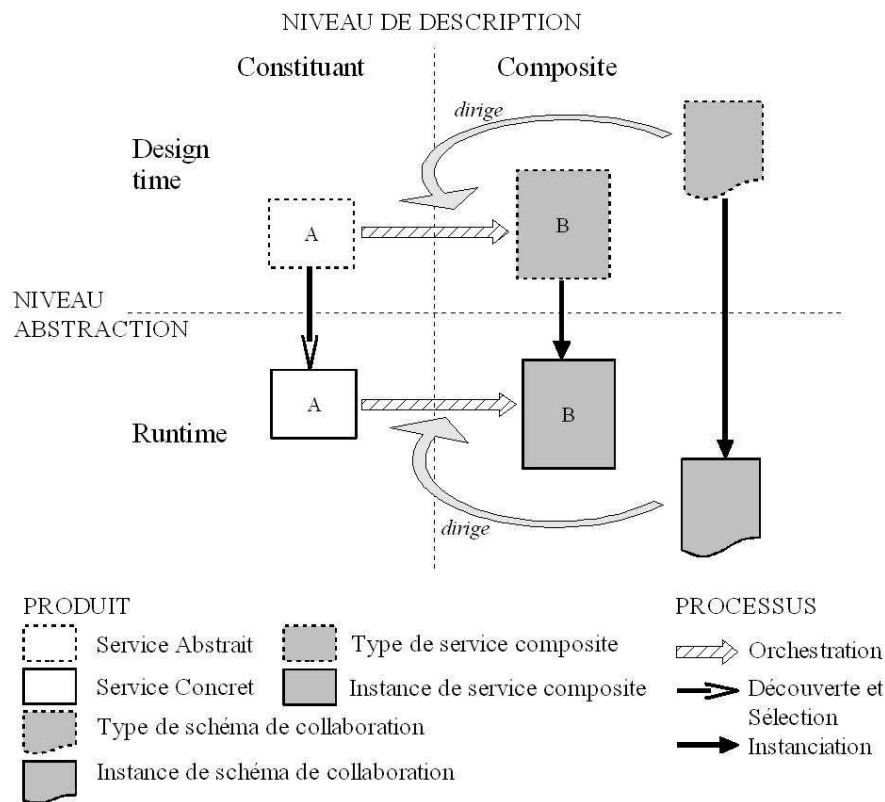 NIVEAU DE DESCRIPTION
Constituant
Composite
dirige
Design
time
A
B
NIVEAU
ABSTRACTION
A
B
Runtime
dirige
PRODUIT
Service Abstrait
Service Concret
Type de schéma de collaboration
Instance de schéma de collaboration
Type de service composite
Instance de service composite
PROCESSUS
Orchestration
Découverte et
Sélection
Instanciation